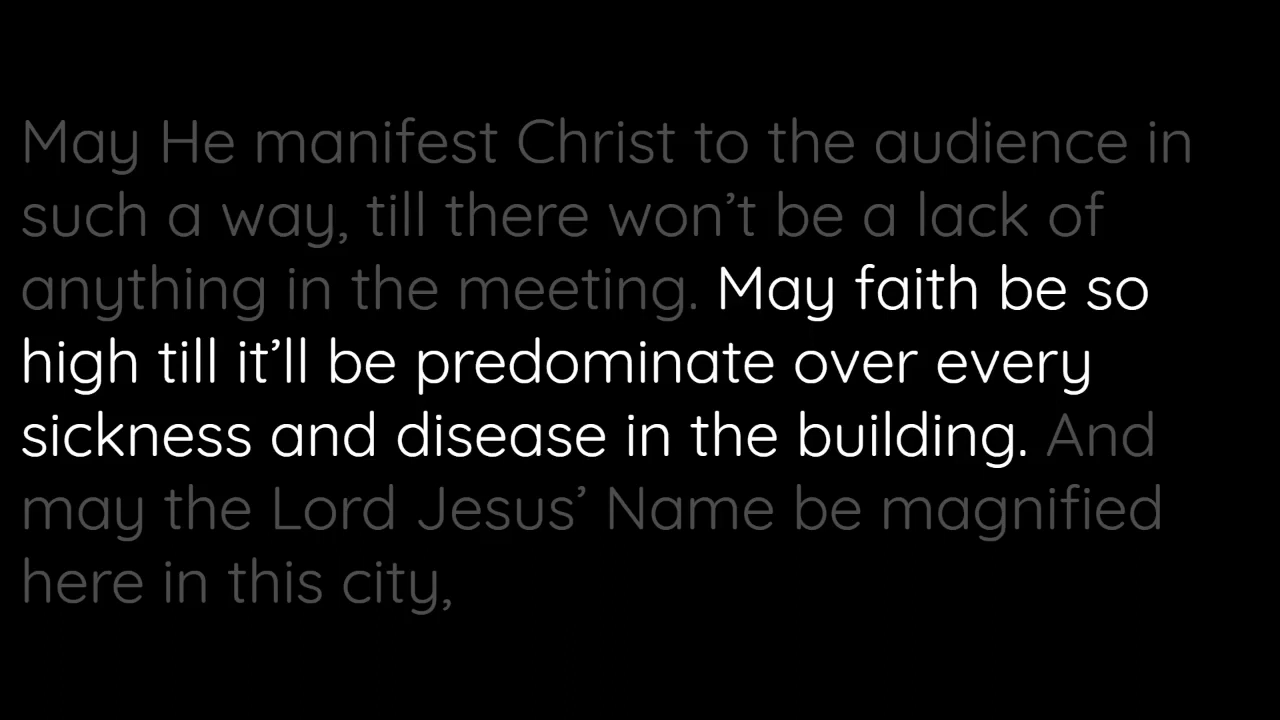 May He manifest Christ to the audience in
such a way, till there won’t be a lack of
anything in the meeting. May faith be so
high till it’ll be predominate over every
sickness and disease in the building. And
may the Lord Jesus’ Name be magnified
here in this city,